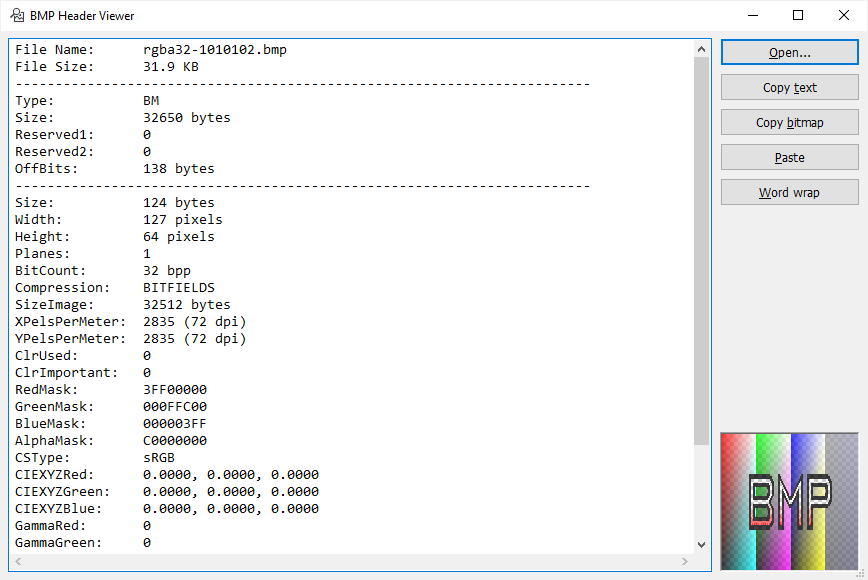 BMP Header Viewer
File Name: rgba32-1010102.bmp
File Size: 31.9 KB
------------------------------------------------------------------------
Type: BM
Size: 32650 bytes
Reserved1: 0
Reserved2: 0
OffBits: 138 bytes
------------------------------------------------------------------------
Size: 124 bytes
Width: 127 pixels
Height: 64 pixels
Planes: 1
BitCount: 32 bpp
Compression: BITFIELDS
SizeImage: 32512 bytes
XPelsPerMeter: 2835 (72 dpi)
YPelsPerMeter: 2835 (72 dpi)
ClrUsed: 0
ClrImportant: 0
RedMask: 3FF00000
GreenMask: 000FFC00
BlueMask: 000003FF
AlphaMask: C0000000
CSType: sRGB
CIEXYZRed: 0.0000, 0.0000, 0.0000
CIEXYZGreen: 0.0000, 0.0000, 0.0000
CIEXYZBlue: 0.0000, 0.0000, 0.0000
GammaRed: 0
GammaGreen: 0
Open...
Copy text
Copy bitmap
Paste
Word wrap
BMP